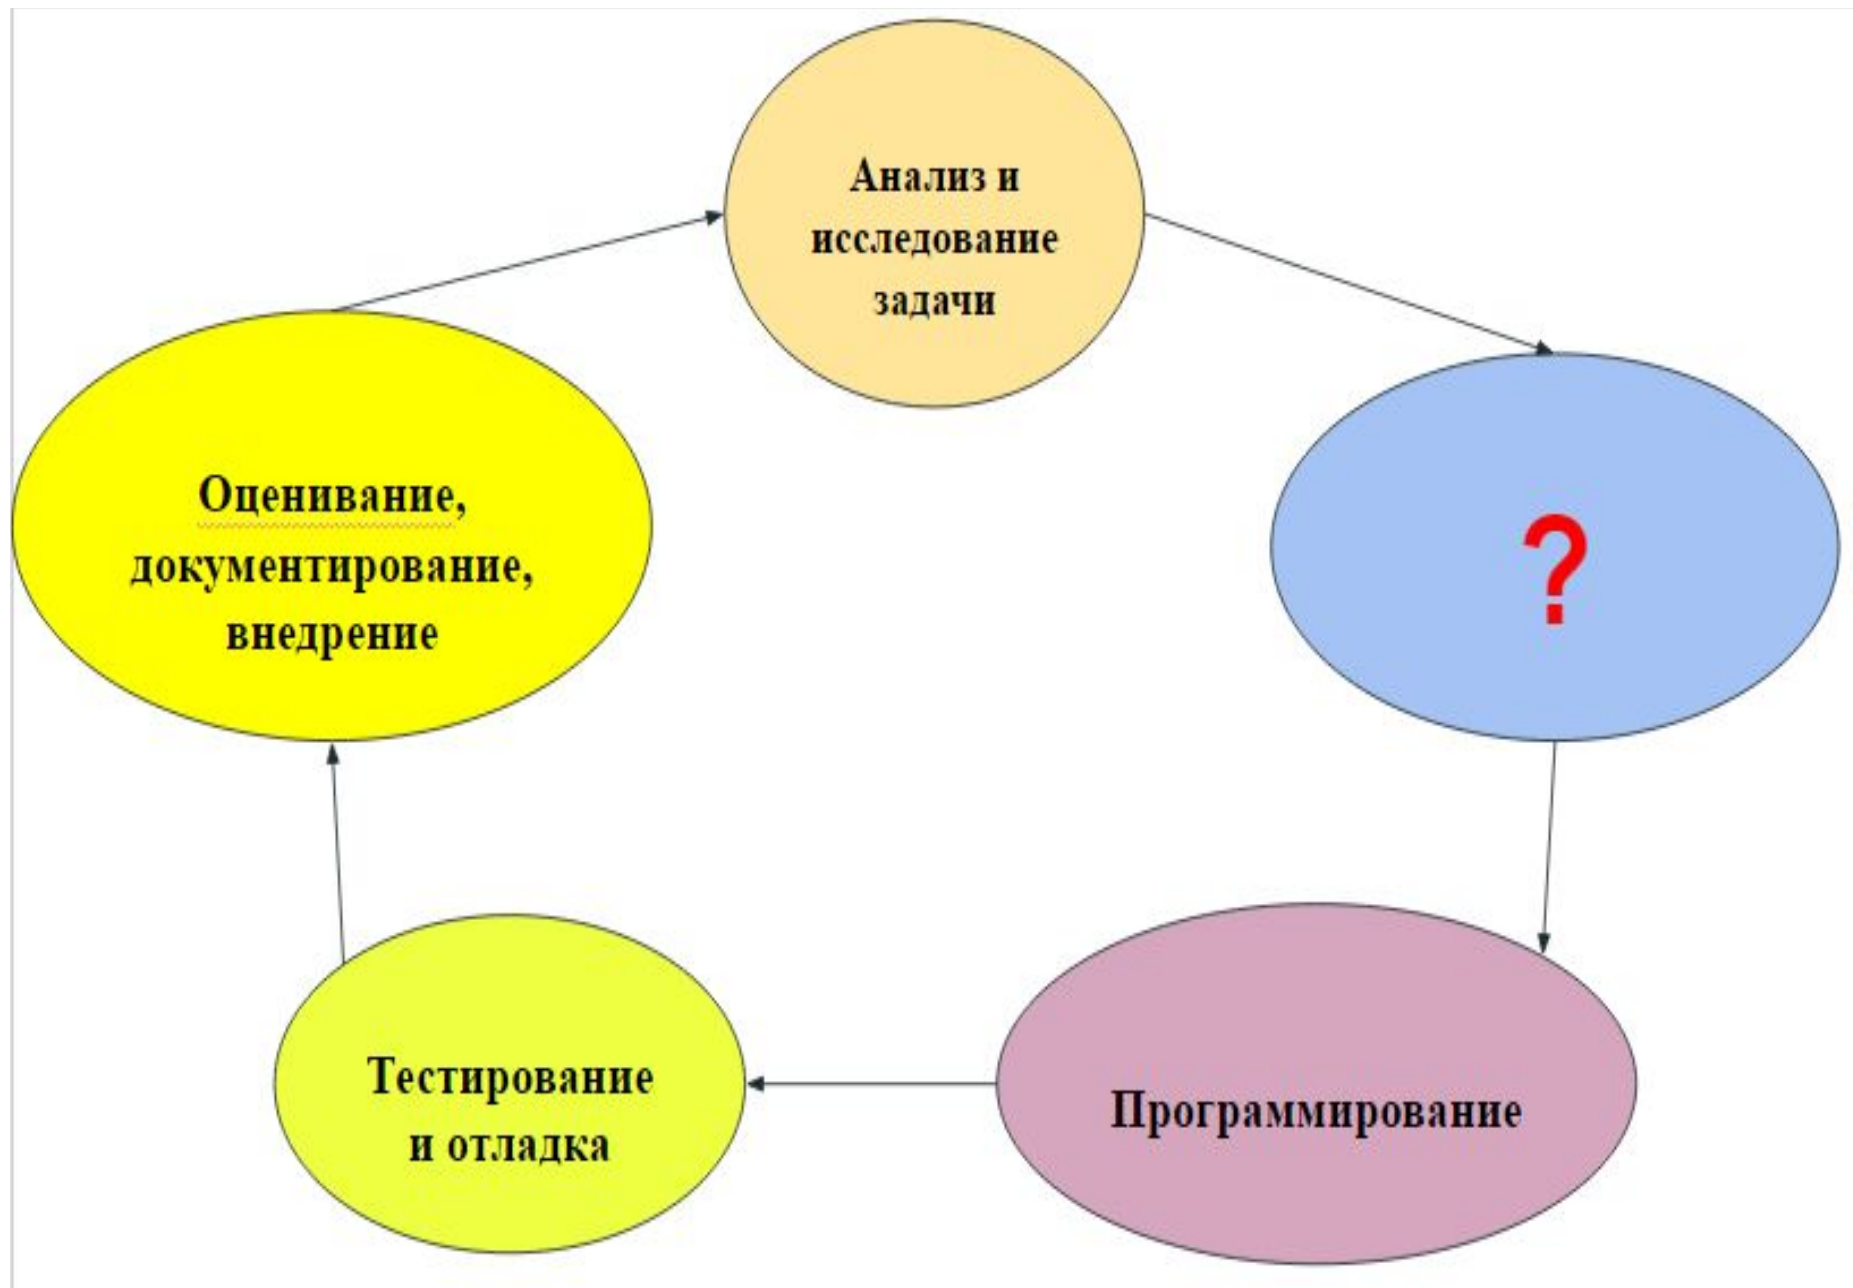 Анализ и
исследование
задачи
?
Программирование
Тестирование
и отладка
Оценивание,
документирование,
внедрение